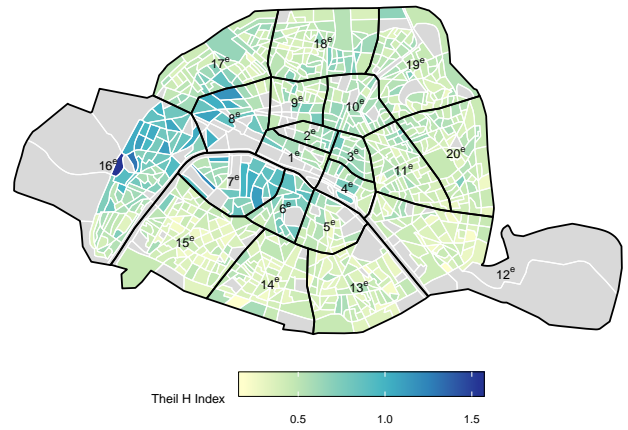 18ᵉ
17ᵉ
19ᵉ
9ᵉ
10ᵉ
8ᵉ
2ᵉ
20ᵉ
1ᵉ
3ᵉ
16ᵉ
11ᵉ
7ᵉ
4ᵉ
6ᵉ
5ᵉ
15ᵉ
12ᵉ
14ᵉ
13ᵉ
Theil H Index
0.5 1.0 1.5